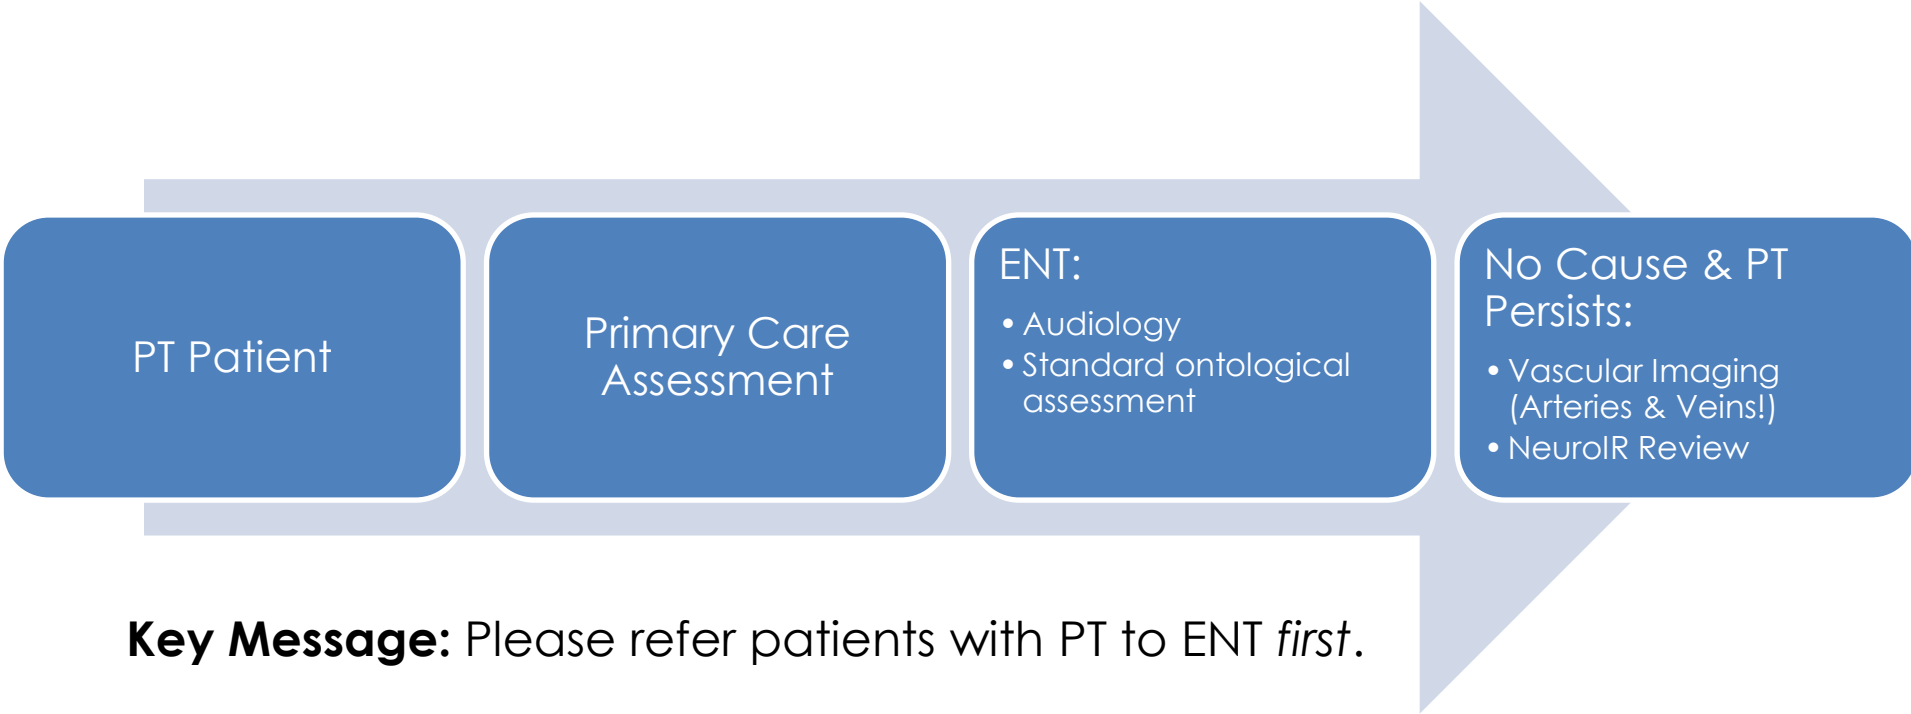 PT Patient
Primary Care
Assessment
ENT:
• Audiology
• Standard ontological
assessment
No Cause & PT
Persists:
• Vascular Imaging
(Arteries & Veins!)
• NeuroIR Review
Key Message: Please refer patients with PT to ENT first.